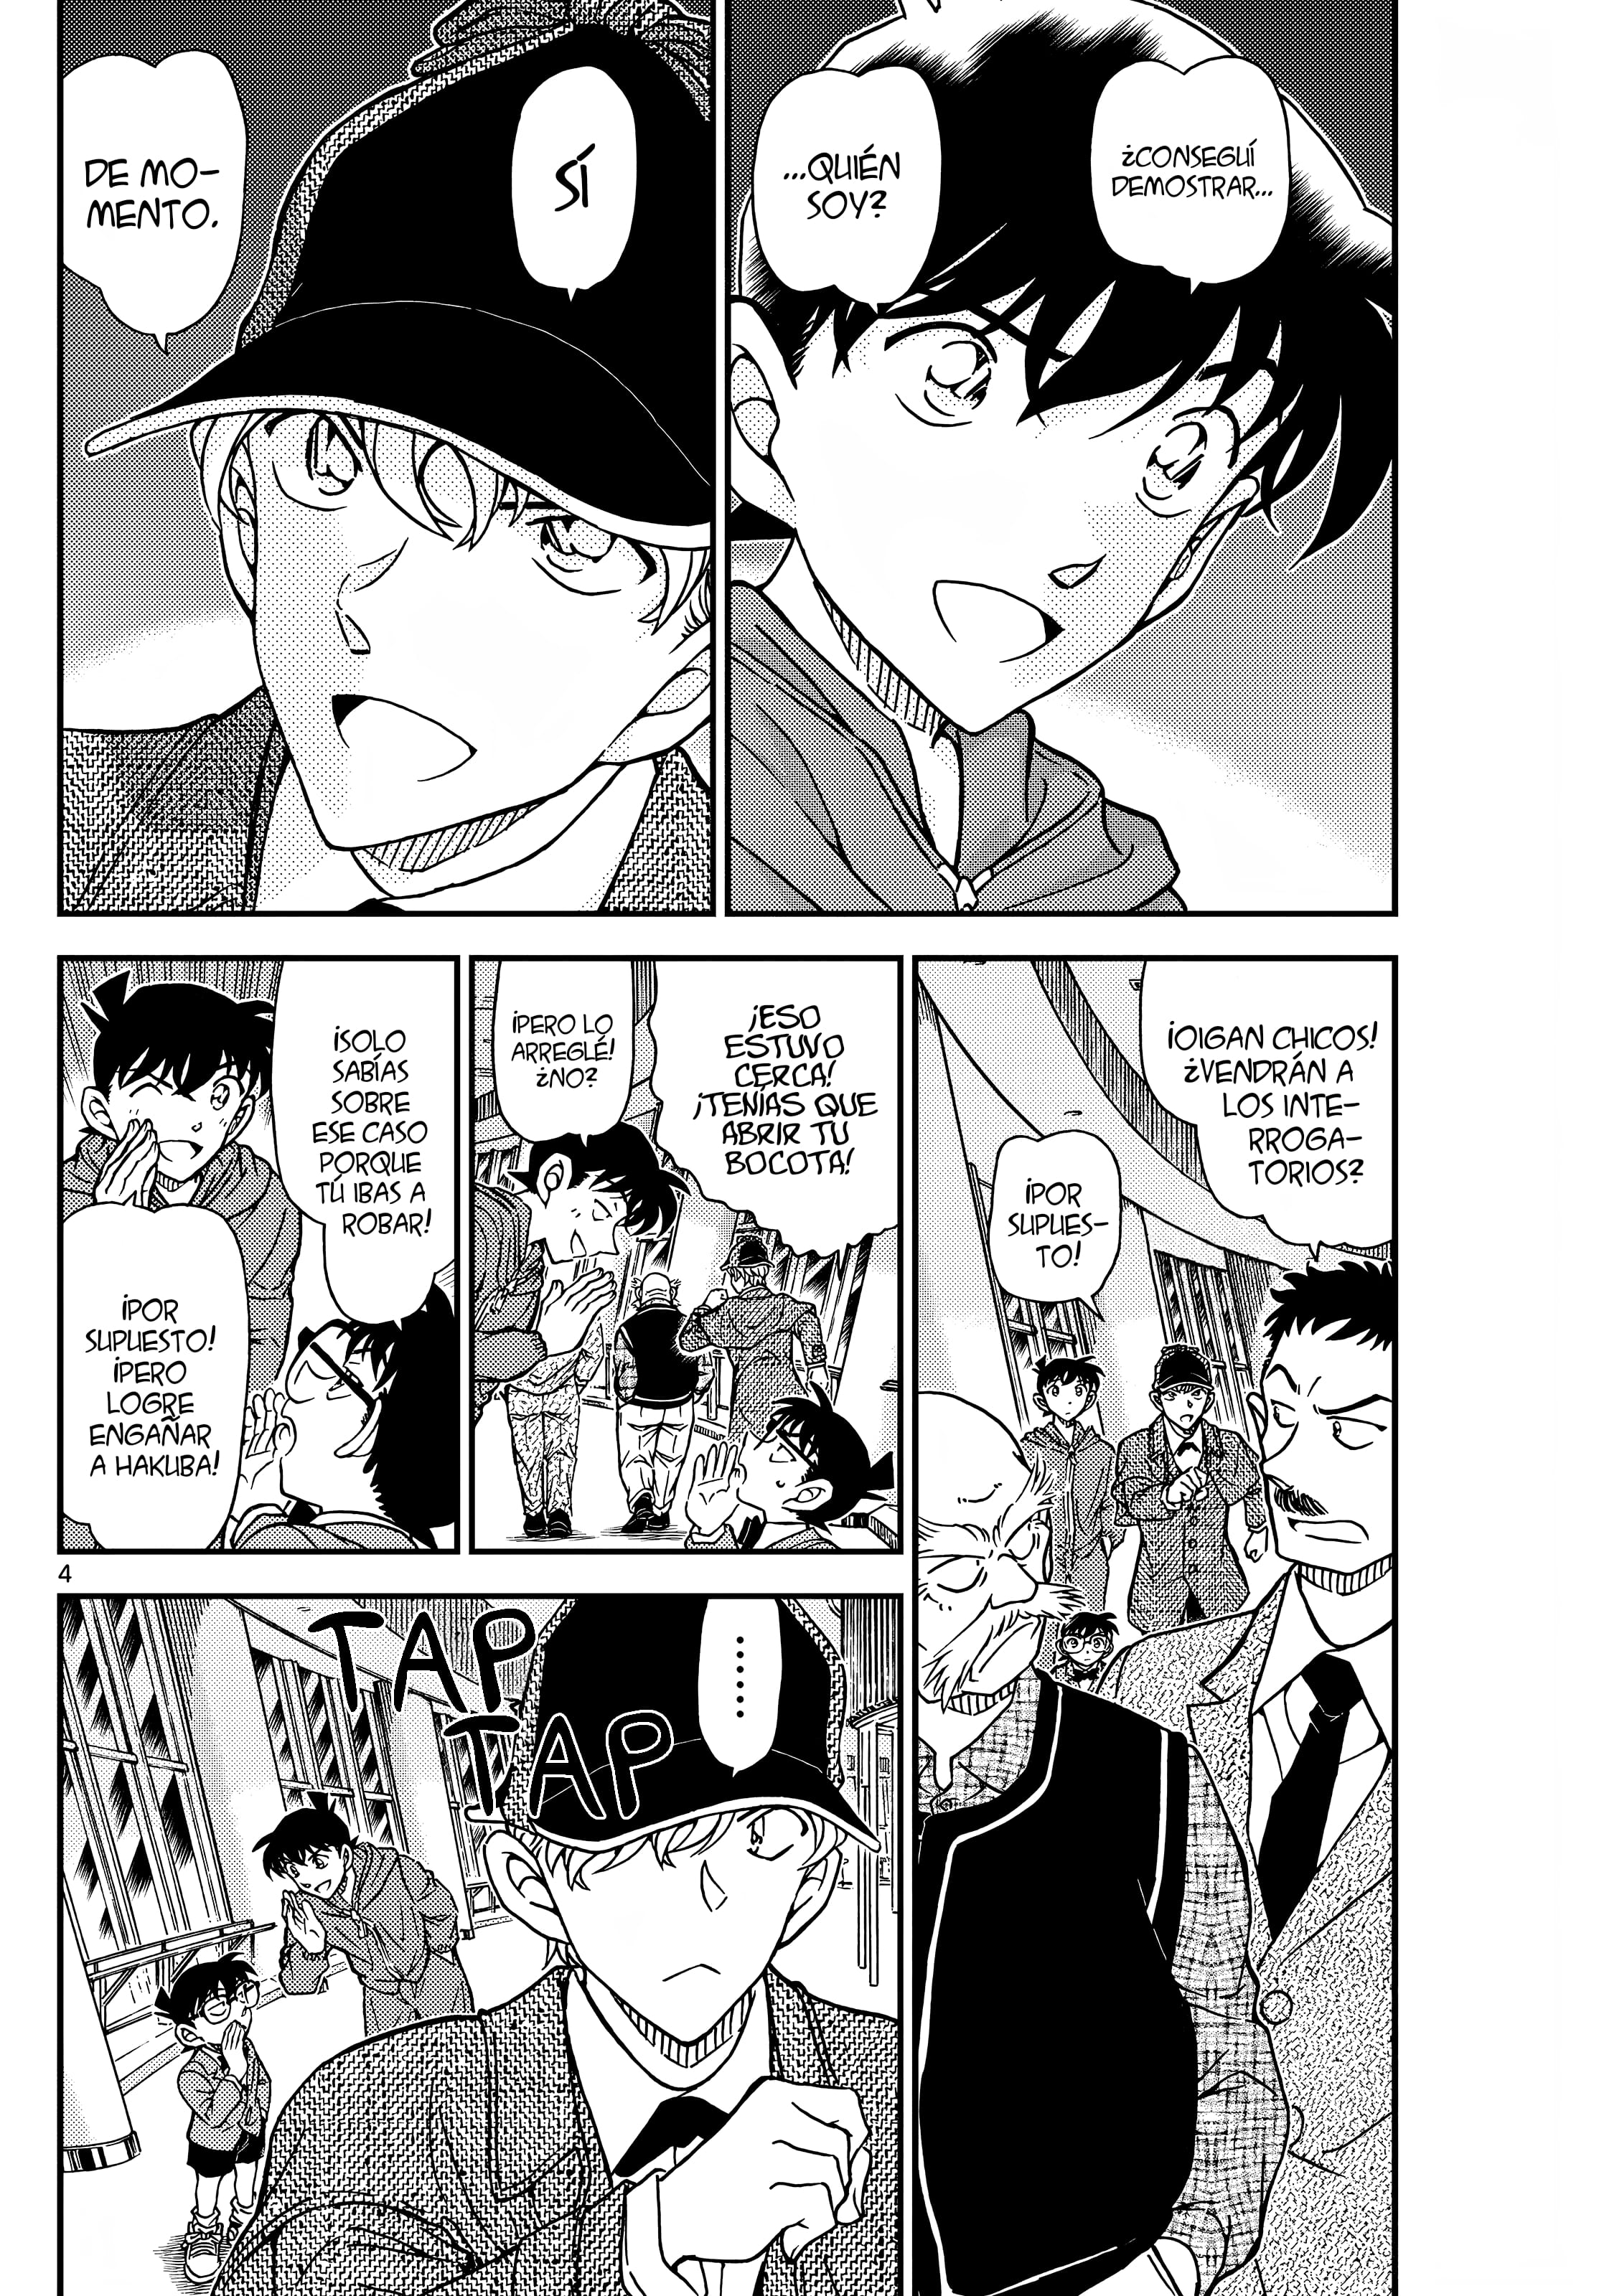 ¿CONSEGUÍ
DEMOSTRAR...
...QUIÉN
SOY?
SÍ
DE MO-
MENTO.
¡OIGAN CHICOS!
¿VENDRÁN A
LOS INTE-
RROGA-
TORIOS?
¡POR
SUPUES-
TO!
¡ESO
ESTUVO
CERCA!
¡TENÍAS QUE
ABRIR TU
BOCOTA!
¡PERO LO
ARREGLÉ!
¿NO?
¡SOLO
SABÍAS
SOBRE
ESE CASO
PORQUE
TÚ IBAS A
ROBAR!
¡POR
SUPUESTO!
¡PERO
LOGRE
ENGAÑAR
A HAKUBA!
4
......
TAP
TAP